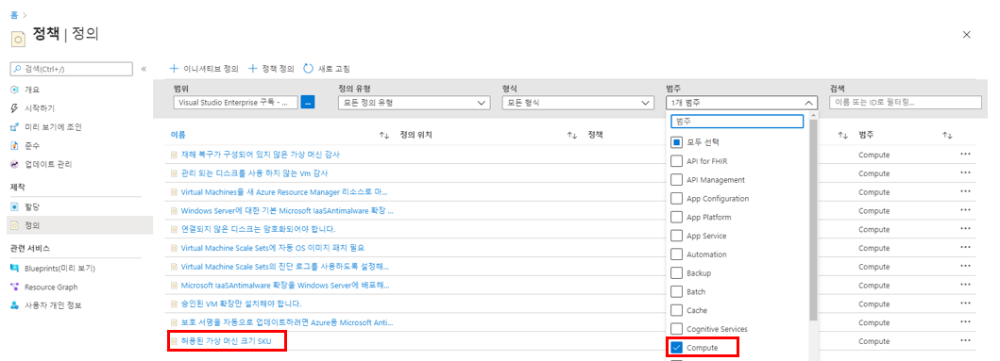 홈 >
정책 | 정의
검색(Ctrl+/)
개요
시작하기
미리 보기에 조인
준수
업데이트 관리
제작
할당
정의
관련 서비스
Blueprints(미리 보기)
Resource Graph
사용자 개인 정보
이니셔티브 정의 정책 정의 새로 고침
범위 정의 유형 형식 범주 검색
Visual Studio Enterprise 구독 - ... ... 모든 정의 유형 모든 형식 1개 범주 이름 또는 ID로 필터링...
이름 정의 위치 정책 범주
재해 복구가 구성되어 있지 않은 가상 머신 감사 Compute ...
관리 되는 디스크를 사용 하지 않는 Vm 감사 Compute ...
Virtual Machines을 새 Azure Resource Manager 리소스로 마... Compute ...
Windows Server에 대한 기본 Microsoft IaaSAntimalware 확장 ... Compute ...
연결되지 않은 디스크는 암호화되어야 합니다. Compute ...
Virtual Machine Scale Sets에 자동 OS 이미지 패치 필요 Compute ...
Virtual Machine Scale Sets의 진단 로그를 사용하도록 설정해... Compute ...
Microsoft IaaSAntimalware 확장을 Windows Server에 배포해... Compute ...
승인된 VM 확장만 설치해야 합니다. Compute ...
보호 서명을 자동으로 업데이트하려면 Azure용 Microsoft Anti... Compute ...
허용된 가상 머신 크기 SKU Compute ...
범주
모두 선택
API for FHIR
API Management
App Configuration
App Platform
App Service
Automation
Backup
Batch
Cache
Cognitive Services
Compute